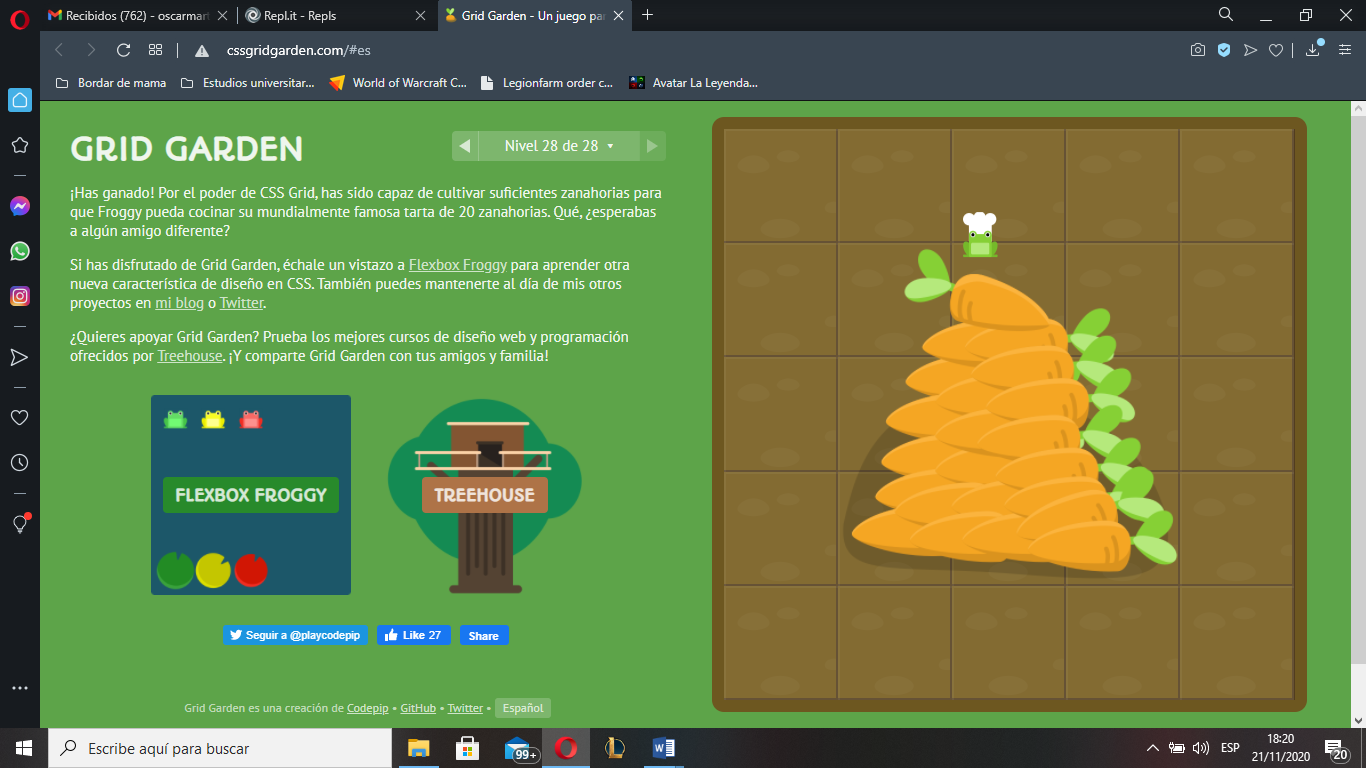 Recibidos (762) - oscarmar
Repl.it - Repls
Grid Garden - Un juego par
cssgridgarden.com/#es
Bordar de mama
Estudios universitar...
World of Warcraft C...
Legionfarm order c...
Avatar La Leyenda...
GRID GARDEN
Nivel 28 de 28
¡Has ganado! Por el poder de CSS Grid, has sido capaz de cultivar suficientes zanahorias para
que Froggy pueda cocinar su mundialmente famosa tarta de 20 zanahorias. Qué, ¿esperabas
a algún amigo diferente?
Si has disfrutado de Grid Garden, échale un vistazo a Flexbox Froggy para aprender otra
nueva característica de diseño en CSS. También puedes mantenerte al día de mis otros
proyectos en mi blog o Twitter.
¿Quieres apoyar Grid Garden? Prueba los mejores cursos de diseño web y programación
ofrecidos por Treehouse. ¡Y comparte Grid Garden con tus amigos y familia!
FLEXBOX FROGGY
TREEHOUSE
Seguir a @playcodepip
Like 27
Share
Grid Garden es una creación de Codepip • GitHub • Twitter • Español
Escribe aquí para buscar
99+
W
ESP
18:20
21/11/2020
20